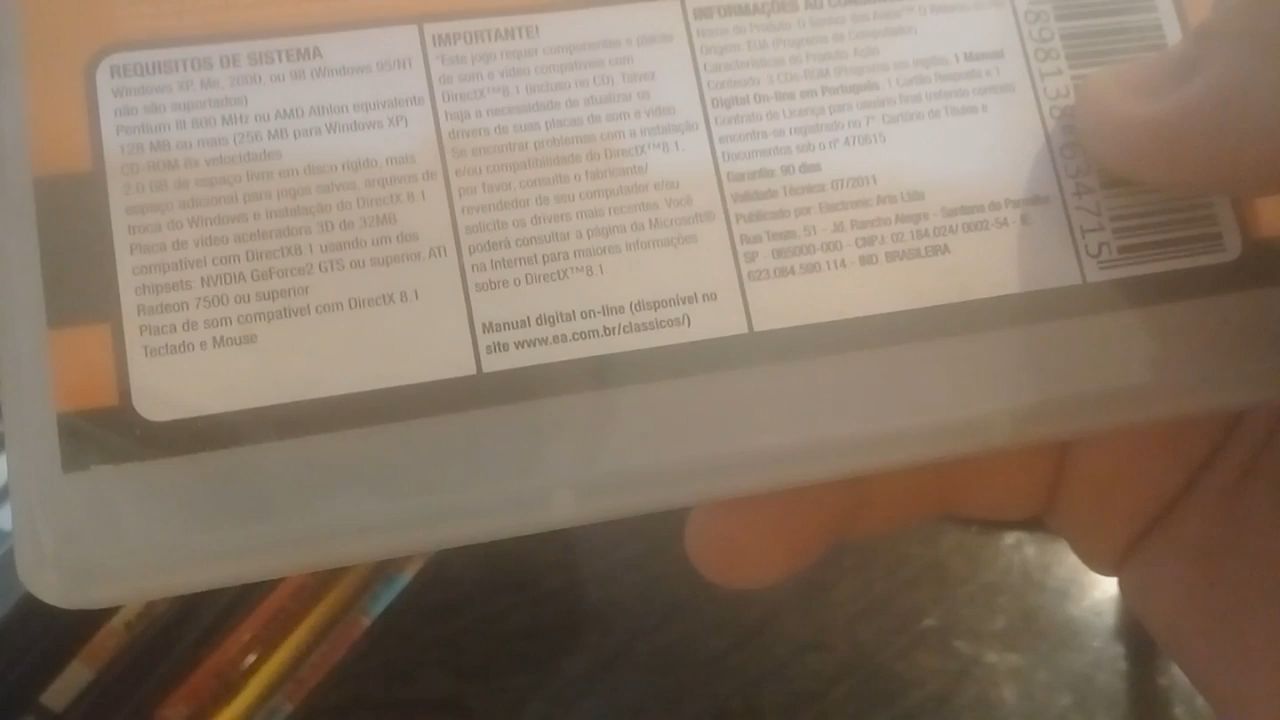 REQUISITOS DE SISTEMA
Windows XP, Me, 2000, ou 98 (Windows 95/NT
não são suportados)
Pentium III 800 MHz ou AMD Athlon equivalente
128 MB ou mais (256 MB para Windows XP)
CD-ROM 8x velocidades
2.0 GB de espaço livre em disco rígido, mais
espaço adicional para jogos salvos, arquivos de
troca do Windows e instalação da DirectX 8.1
Placa de vídeo aceleradora 3D de 32MB
compatível com DirectX8.1 usando um dos
chipsets: NVIDIA GeForce2 GTS ou superior, ATI
Radeon 7500 ou superior
Placa de som compatível com DirectX 8.1
Teclado e Mouse
IMPORTANTE!
*Este jogo requer componentes e placas
de som e vídeo compatíveis com
DirectX™8.1 (incluso no CD). Talvez
haja a necessidade de atualizar os
drivers de suas placas de som e vídeo.
Se encontrar problemas com a instalação
e/ou compatibilidade do DirectX™8.1,
por favor, consulte o fabricante/
revendedor de seu computador e/ou
solicite os drivers mais recentes. Você
poderá consultar a página da Microsoft®
na Internet para maiores informações
sobre o DirectX™8.1
Manual digital on-line (disponível no
site www.ea.com.br/classicos/)
INFORMAÇÕES AO
Nome do Produto: O Senhor dos Anéis™ O Retorno do
Origem: EUA (Programa de Computador)
Características do Produto: Ação
Conteúdo: 3 CDs-ROM (Programa em inglês), 1 Manual
Digital On-line em Português, 1 Cartão Resposta e 1
Contrato de Licença para usuário final
encontra-se registrado no 7°. Cartório de Títulos e
Documentos sob o nº 470615
Garantia: 90 dias
Validade Técnica: 07/2011
Publicado por: Electronic Arts Ltda
Rua Texas, 51 - Jd. Rancho Alegre - Santana do Parnaíba
SP - 065000-000 - CNPJ: 02.184.024/ 0002-54 - IE
623.084.590.114 - IND. BRASILEIRA
634715